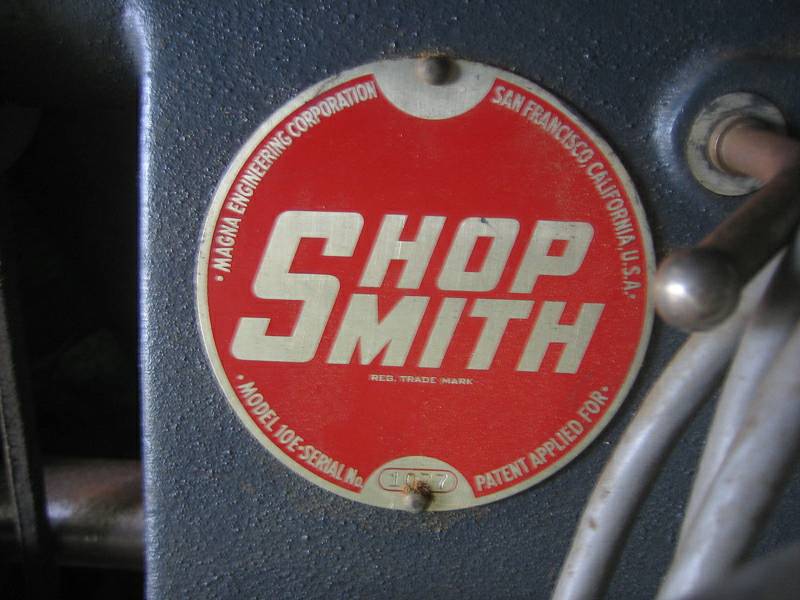 MAGNA ENGINEERING CORPORATION
SAN FRANCISCO, CALIFORNIA, U.S.A.
SHOP
SMITH
REG. TRADE MARK
MODEL 10E-SERIAL No.
PATENT APPLIED FOR